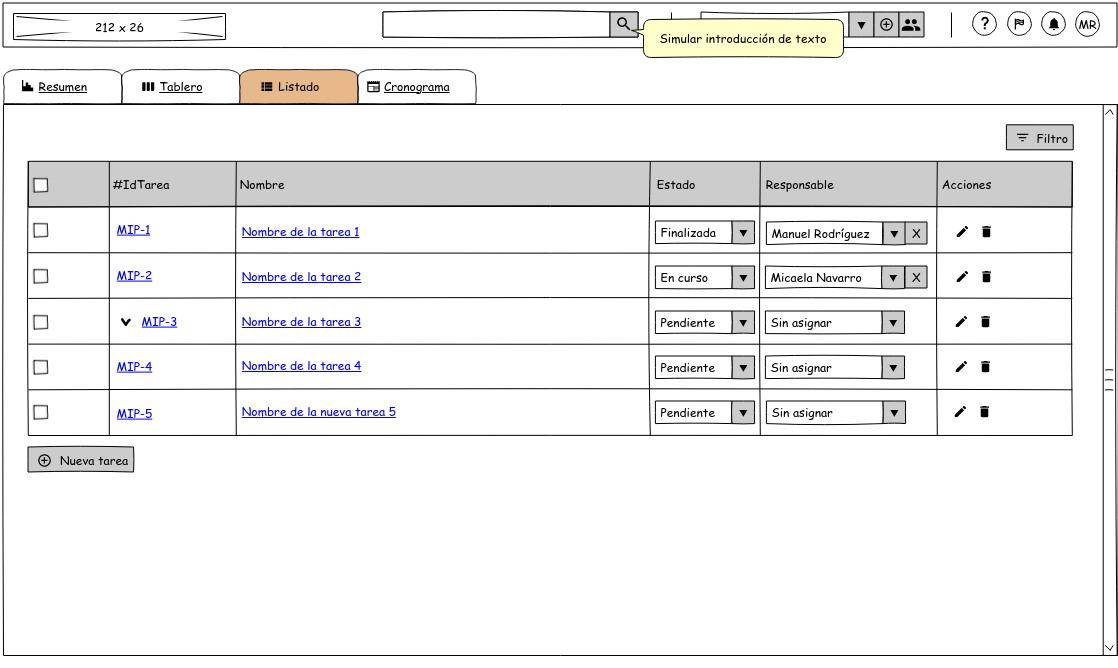 212 x 26
Simular introducción de texto
?
MR
Resumen
Tablero
Listado
Cronograma
Filtro
#IdTarea Nombre Estado Responsable Acciones
MIP-1 Nombre de la tarea 1 Finalizada Manuel Rodríguez X
MIP-2 Nombre de la tarea 2 En curso Micaela Navarro X
MIP-3 Nombre de la tarea 3 Pendiente Sin asignar
MIP-4 Nombre de la tarea 4 Pendiente Sin asignar
MIP-5 Nombre de la nueva tarea 5 Pendiente Sin asignar
Nueva tarea